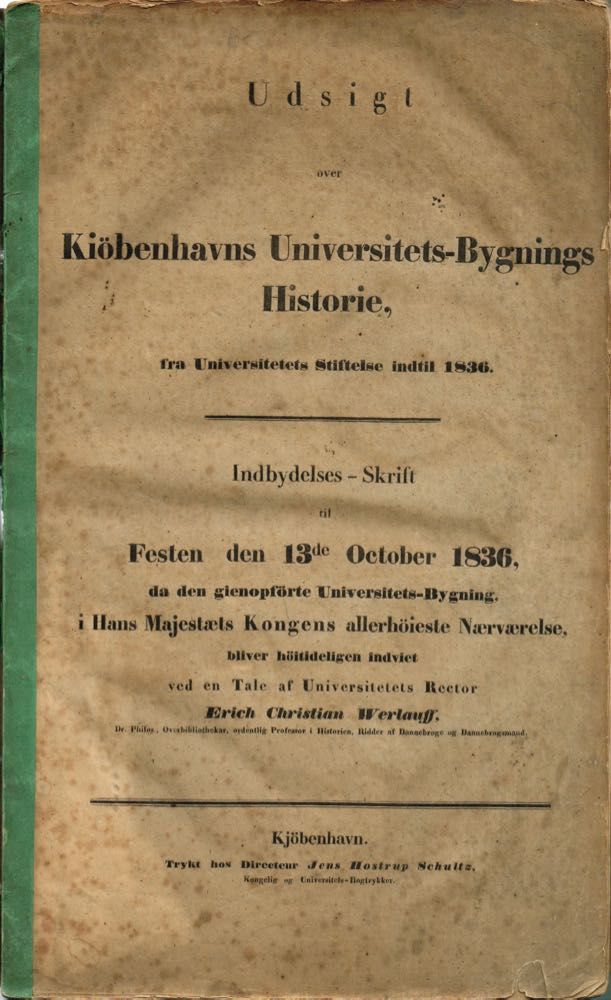 Udsigt
over
Kiöbenhavns Universitets-Bygnings
Historie,
fra Universitetets Stiftelse indtil 1836.
Indbydelses-Skrift
til
Festen den 13de October 1836,
da den gienopförte Universitets-Bygning,
i Hans Majestæts Kongens allerhöieste Nærværelse,
bliver höitideligen indviet
ved en Tale af Universitetets Rector
Erich Christian Werlauff,
Dr. Philos., Overbibliothekar, ordentlig Professor i Historien, Ridder af Dannebroge og Dannebrogsmand.
Kjöbenhavn.
Trykt hos Directeur Jens Hostrup Schultz,
Kongelig og Universitets-Bogtrykker.